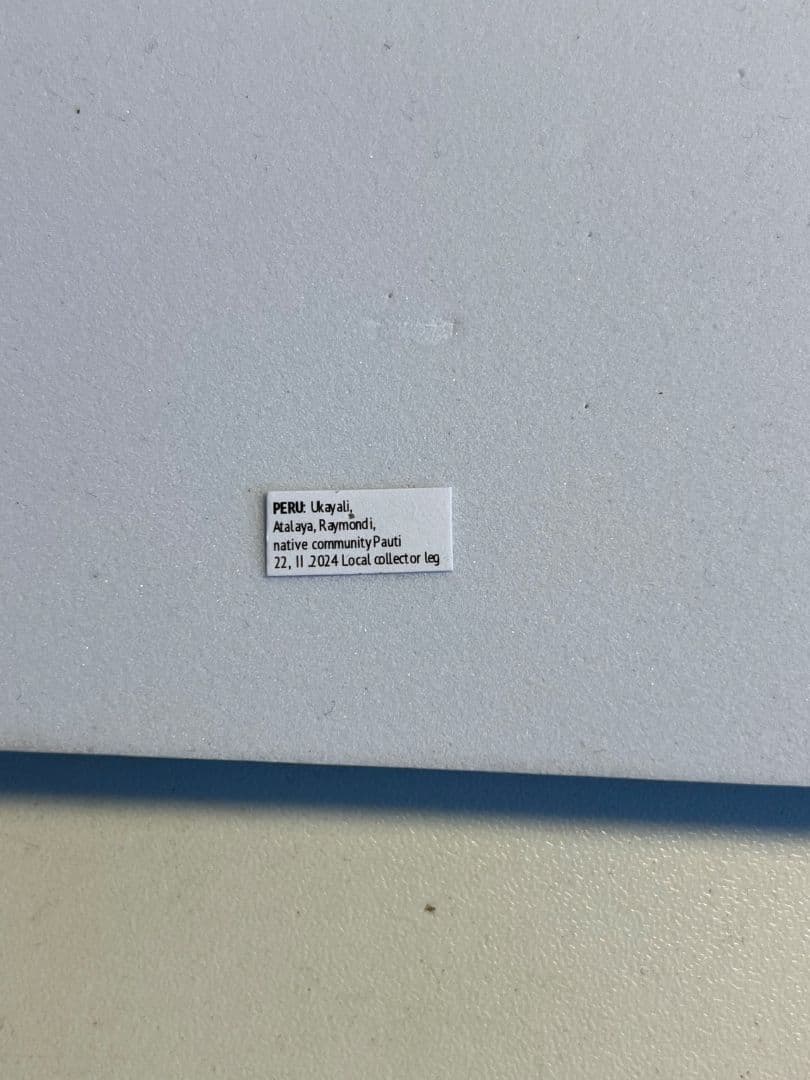 PERU: Ukayali,
Atalaya, Raymondi,
native community Pauti
22, II .2024 Local collector leg